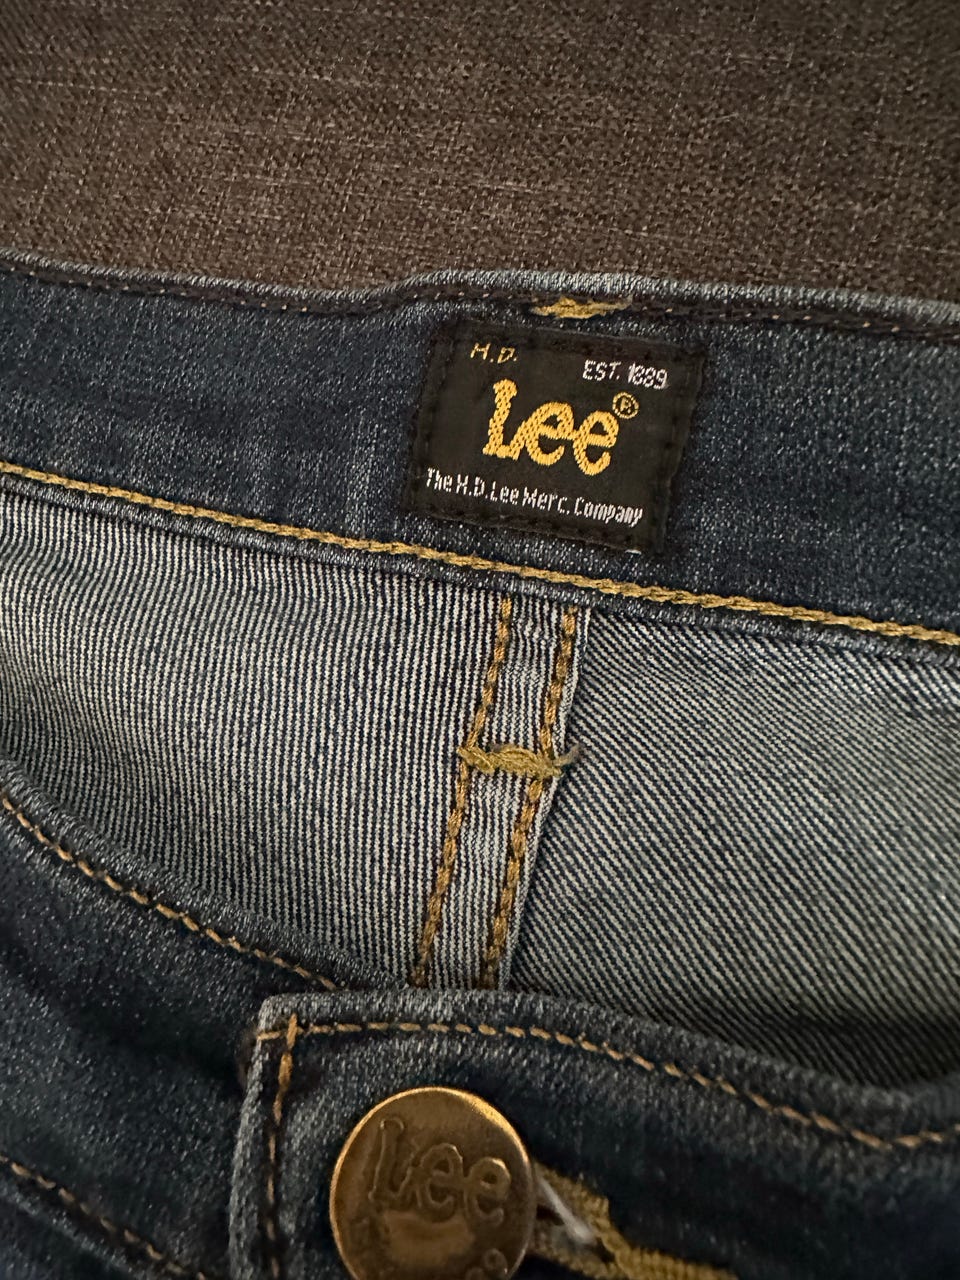 H.D.
EST. 1889
Lee®
The H.D. Lee Merc. Company
Lee